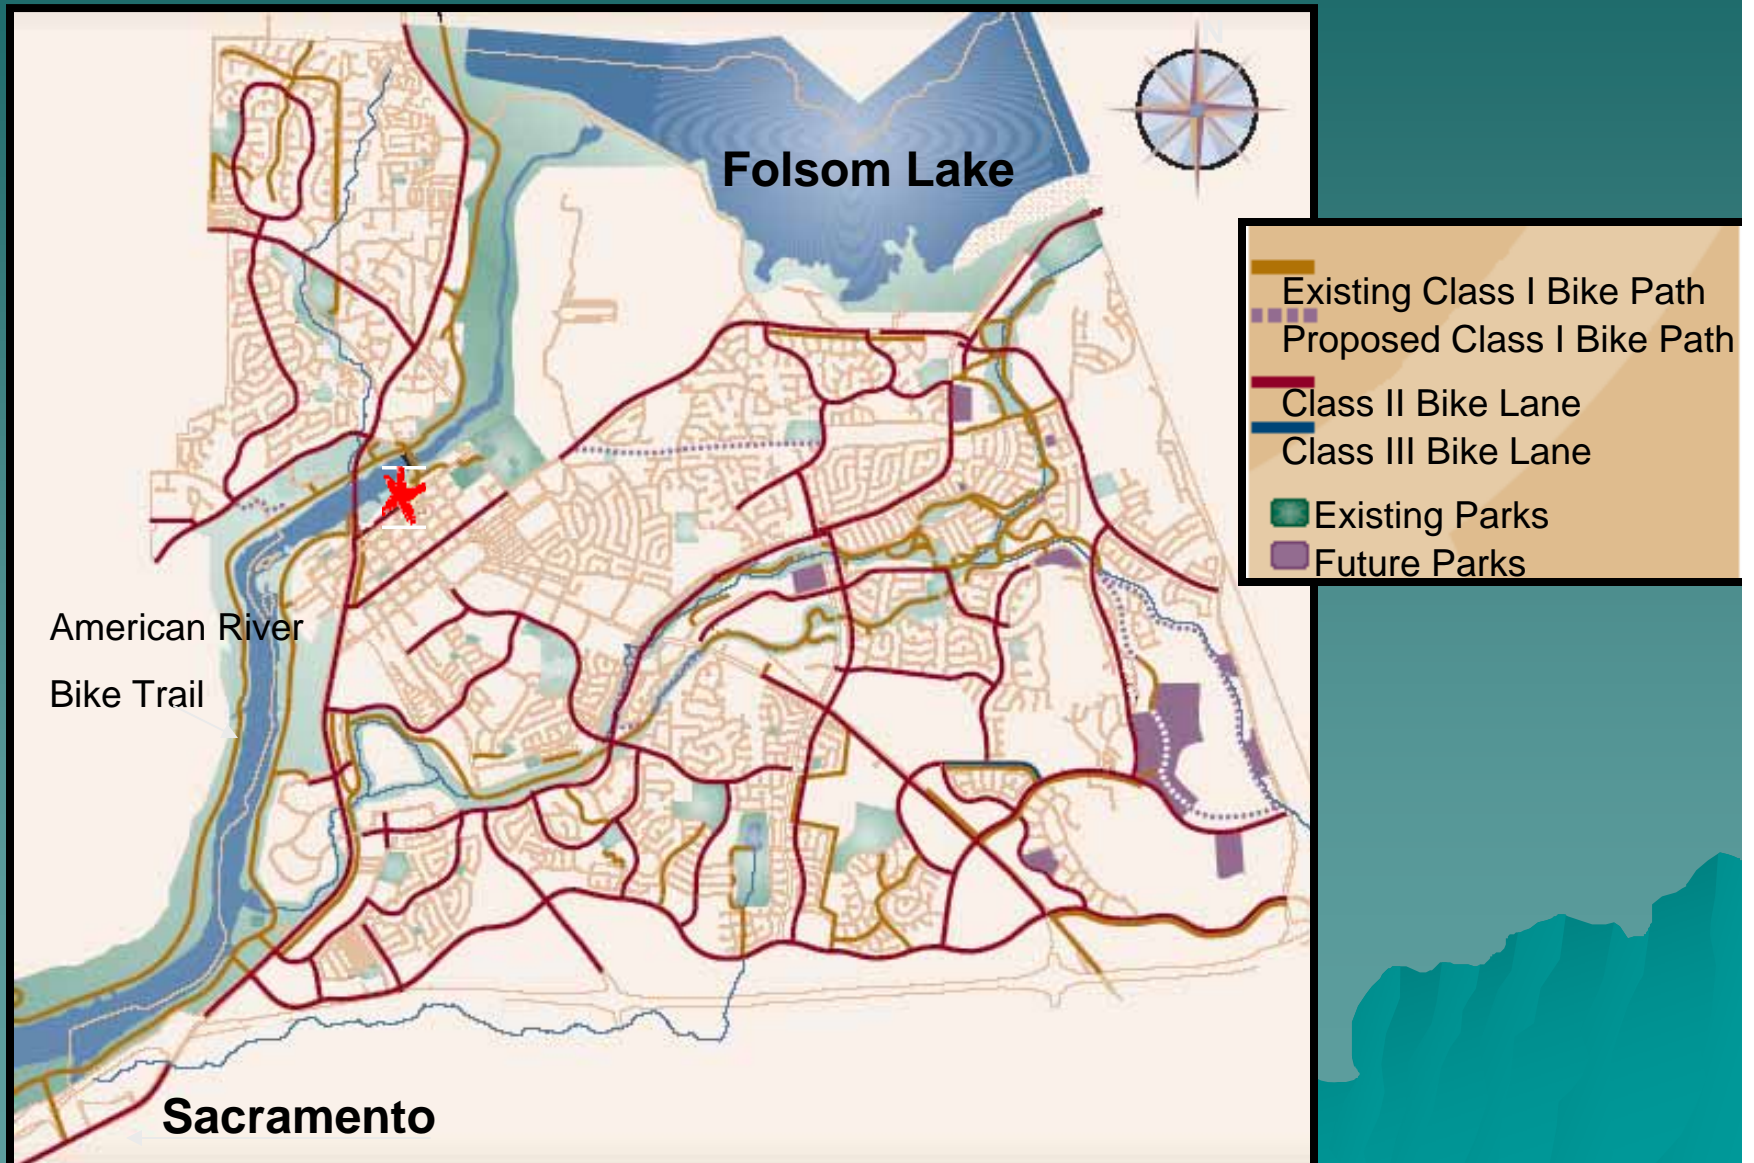 N
Folsom Lake
Existing Class I Bike Path
Proposed Class I Bike Path
Class II Bike Lane
Class III Bike Lane
Existing Parks
Future Parks
American River
Bike Trail
Sacramento